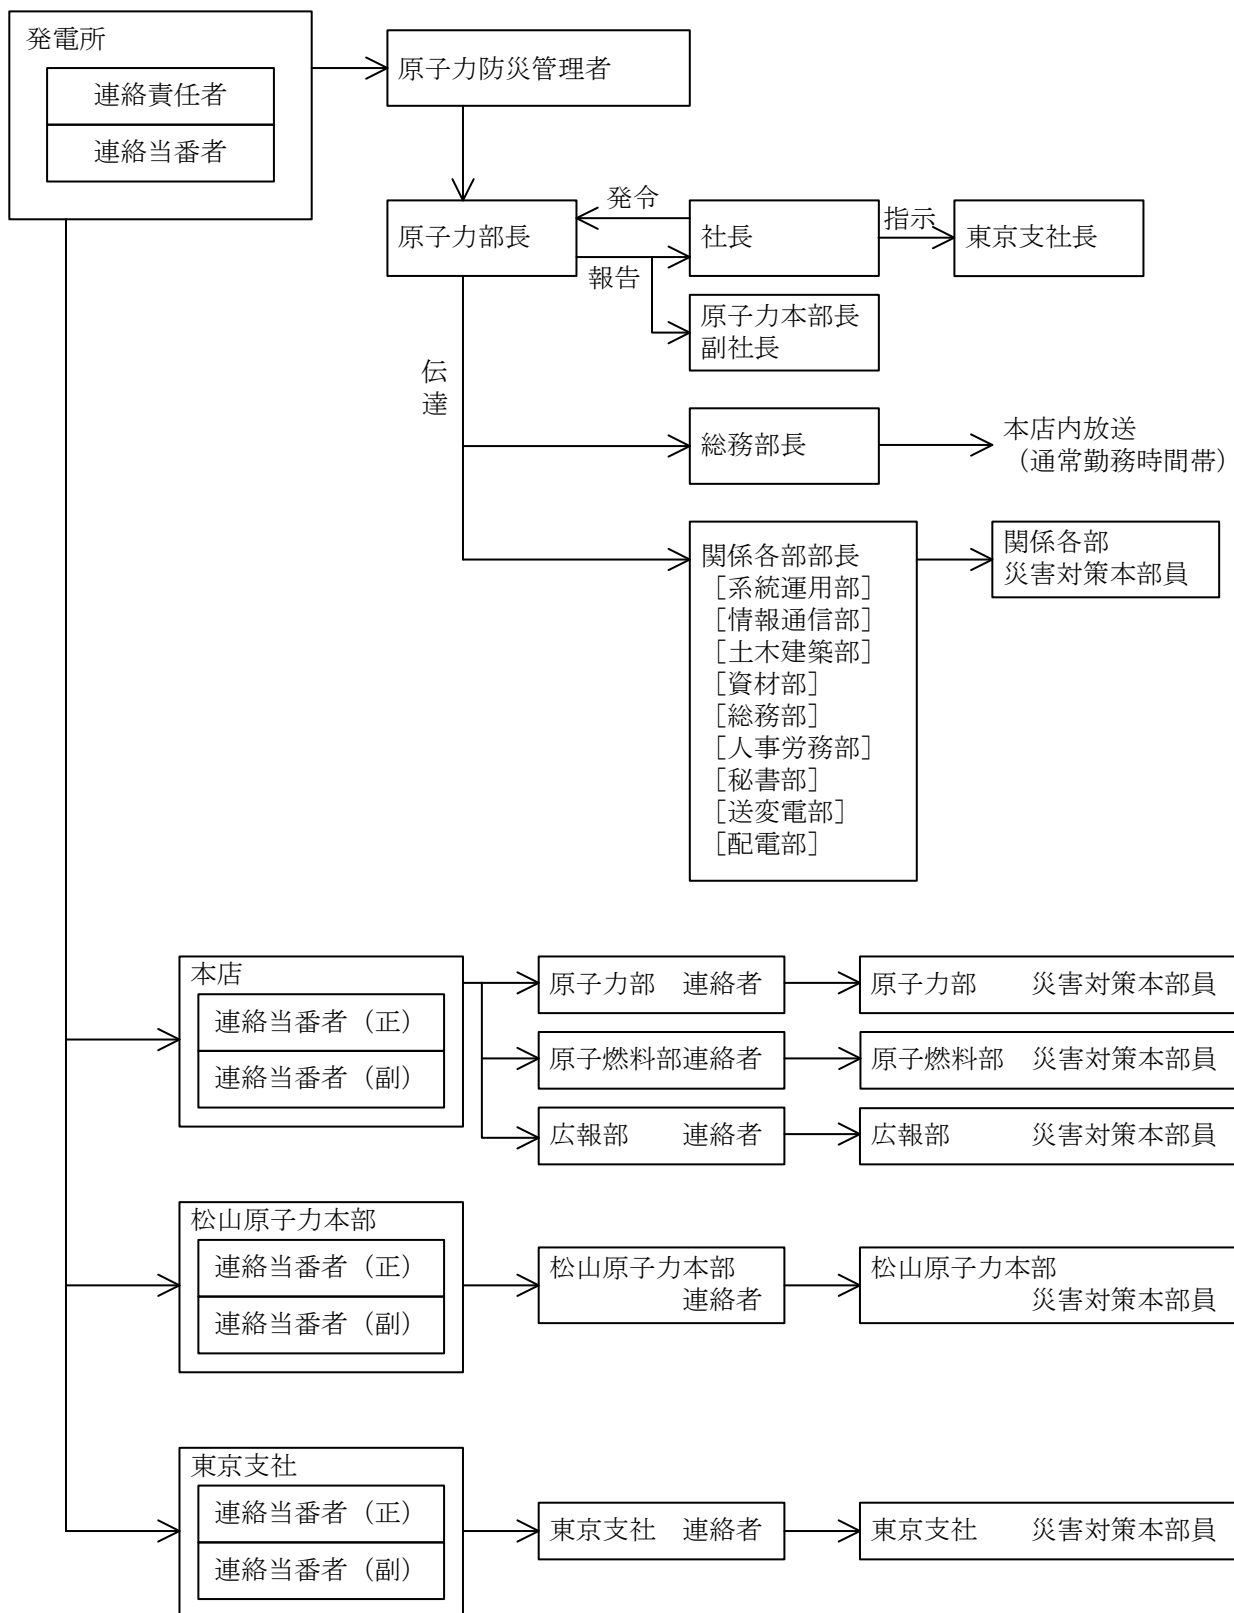 発電所
連絡責任者
連絡当番者
原子力防災管理者
原子力部長
発令
報告
社長
指示
東京支社長
原子力本部長
副社長
伝
達
総務部長
本店内放送
（通常勤務時間帯）
関係各部部長
［系統運用部］
［情報通信部］
［土木建築部］
［資材部］
［総務部］
［人事労務部］
［秘書部］
［送変電部］
［配電部］
関係各部
災害対策本部員
本店
連絡当番者（正）
連絡当番者（副）
原子力部　連絡者
原子力部　　災害対策本部員
原子燃料部連絡者
原子燃料部　災害対策本部員
広報部　　連絡者
広報部　　　災害対策本部員
松山原子力本部
連絡当番者（正）
連絡当番者（副）
松山原子力本部
連絡者
松山原子力本部
災害対策本部員
東京支社
連絡当番者（正）
連絡当番者（副）
東京支社　連絡者
東京支社　　災害対策本部員